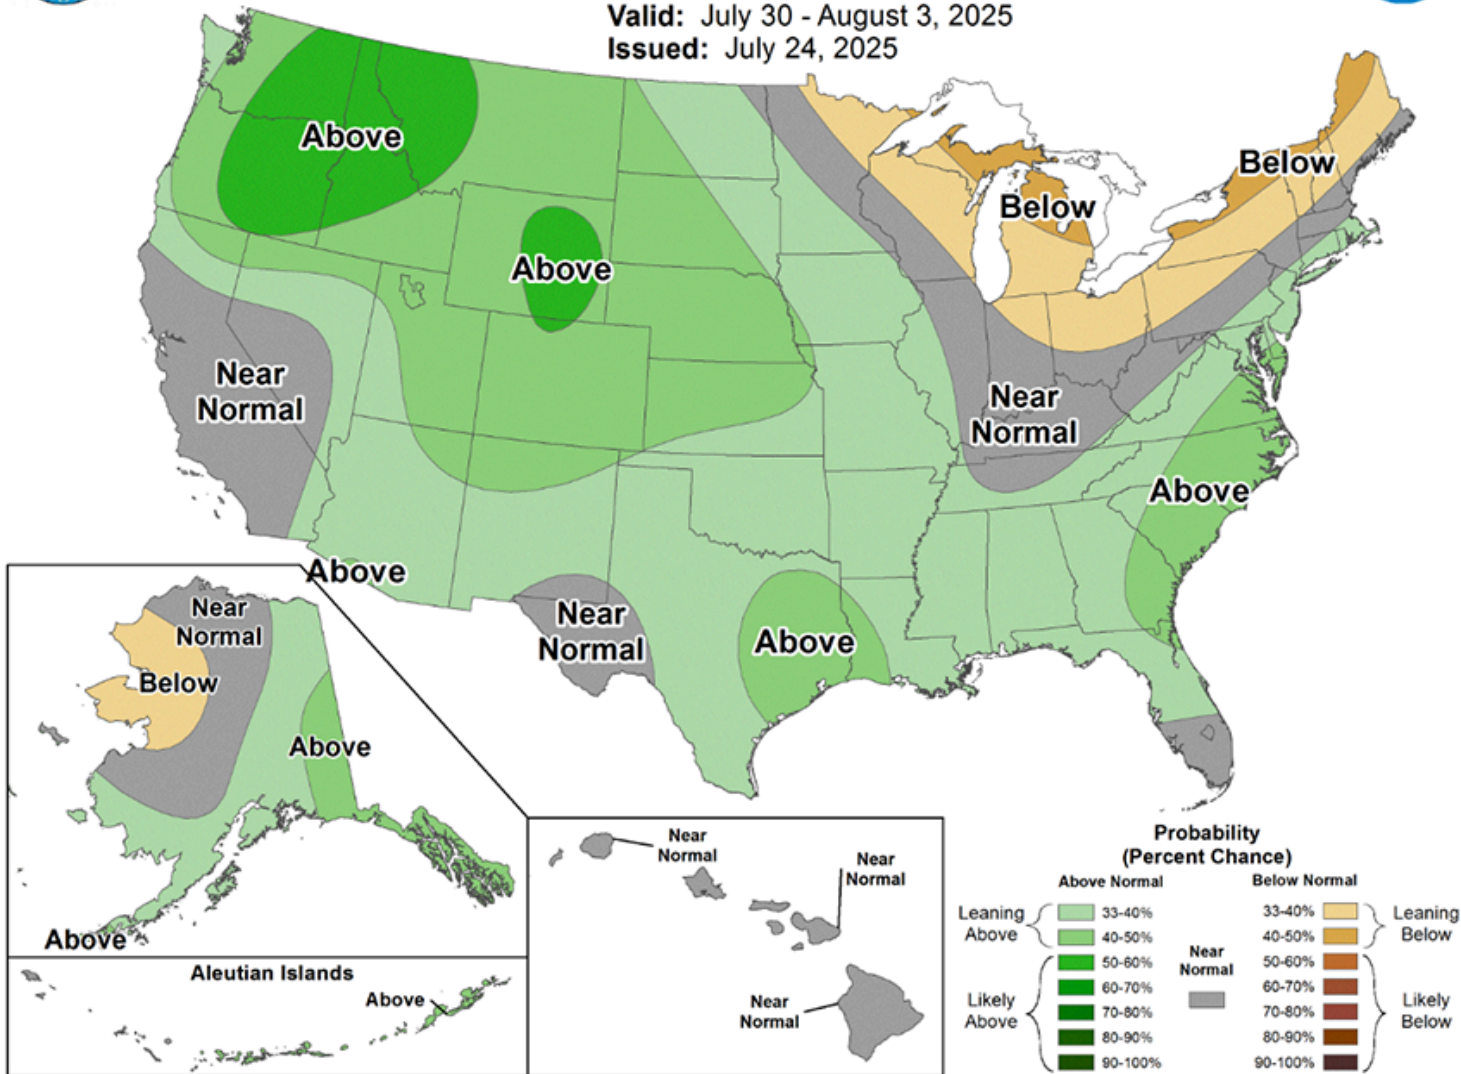 Valid: July 30 - August 3, 2025
Issued: July 24, 2025
Above
Below
Below
Above
Near
Normal
Near
Normal
Above
Above
Near
Normal
Above
Near
Normal
Below
Above
Above
Near
Normal
Near
Normal
Near
Normal
Aleutian Islands
Above
Probability
(Percent Chance)
Above Normal
Below Normal
Leaning
Above
33-40%
40-50%
Likely
Above
50-60%
60-70%
70-80%
80-90%
90-100%
Near
Normal
33-40%
40-50%
Leaning
Below
50-60%
60-70%
70-80%
80-90%
90-100%
Likely
Below